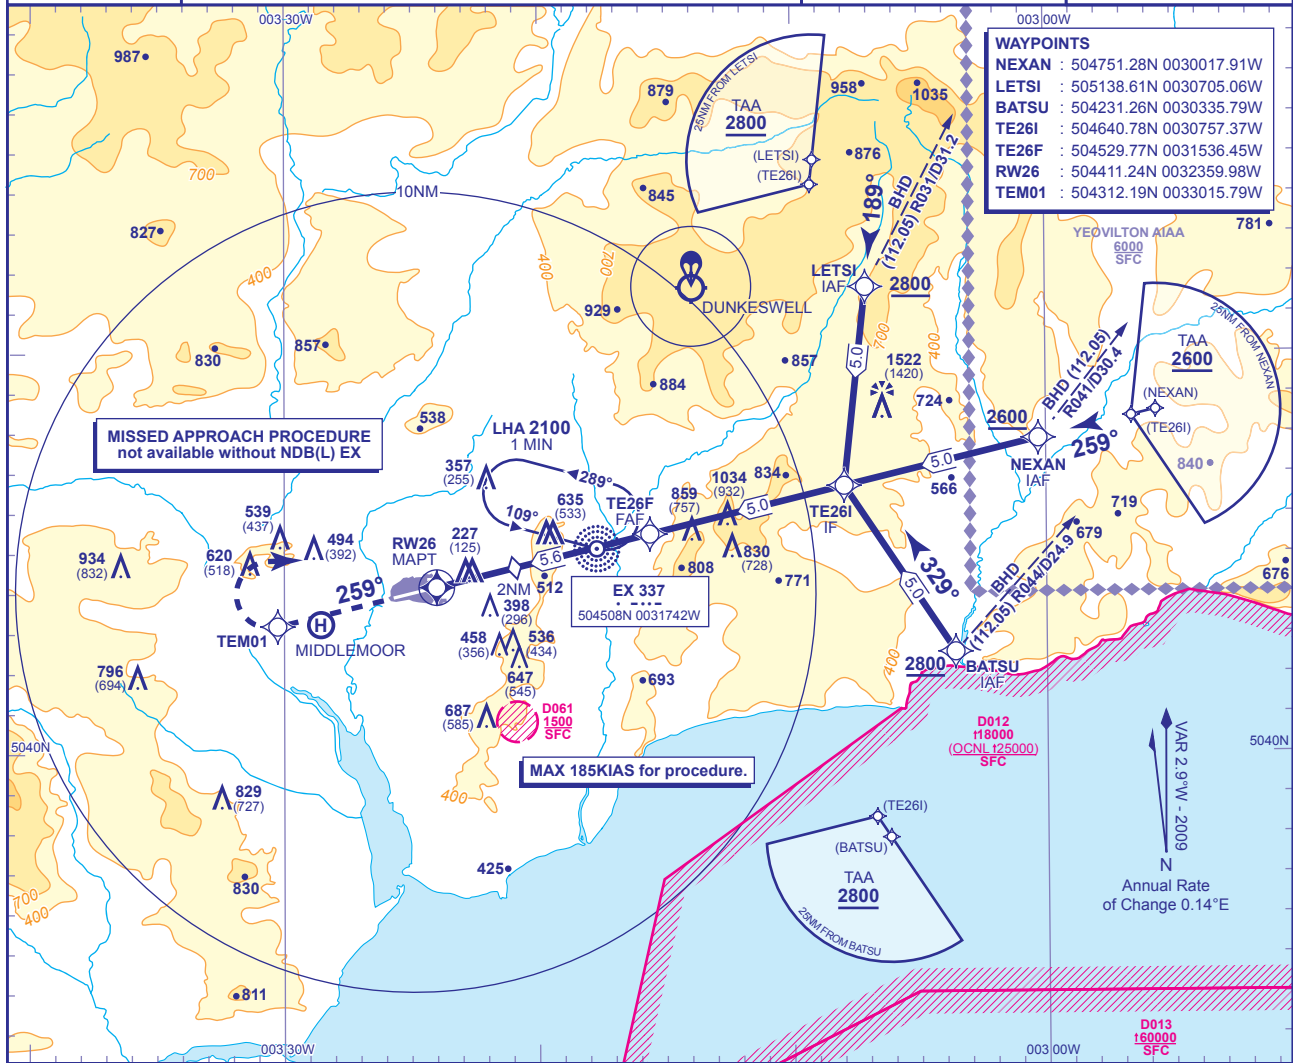 003:30W
003:00W
WAYPOINTS
NEXAN : 504751.28N 0030017.91W
LETSI : 505138.61N 0030705.06W
BATSU : 504231.26N 0030335.79W
TE26I : 504640.78N 0030757.37W
TE26F : 504529.77N 0031536.45W
RW26 : 504411.24N 0032359.98W
TEM01 : 504312.19N 0033015.79W
987
879
958
1035
25NM FROM LETSI
TAA
2800
(LETSI)
(TE26I)
876
700
10NM
845
189°
BHD
(112.05) R031/D31.2
827
781
YEOVILTON AIAA
6000
SFC
400
400
700
LETSI
IAF
2800
DUNKESWELL
929
25NM FROM NEXAN
TAA
2600
(NEXAN)
(TE26I)
840
830
857
857
5.0
700
400
1522
(1420)
BHD (112.05)
R041/D30.4
884
724
538
2600
259°
NEXAN
IAF
MISSED APPROACH PROCEDURE
not available without NDB(L) EX
LHA 2100
1 MIN
357
(255)
289°
109°
834
1034
(932)
5.0
566
719
679
635
(533)
TE26F
FAF
859
(757)
5.0
TE26I
IF
539
(437)
494
(392)
620
(518)
934
(832)
RW26
MAPT
227
(125)
5.6
830
(728)
808
771
676
259°
2NM
512
398
(296)
EX 337
504508N 0031742W
329°
5.0
BHD
(112.05) R044/D24.9
TEM01
H
MIDDLEMOOR
458
(356)
536
(434)
647
(545)
400
2800
BATSU
IAF
796
(694)
693
687
(585)
D061
1500
SFC
D012
↑18000
(OCNL ↑25000)
SFC
5040N
5040N
VAR 2.9°W - 2009
MAX 185KIAS for procedure.
829
(727)
400
(TE26I)
(BATSU)
TAA
2800
25NM FROM BATSU
N
Annual Rate
of Change 0.14°E
425
830
700
400
811
D013
↑60000
SFC
003:30W
003:00W